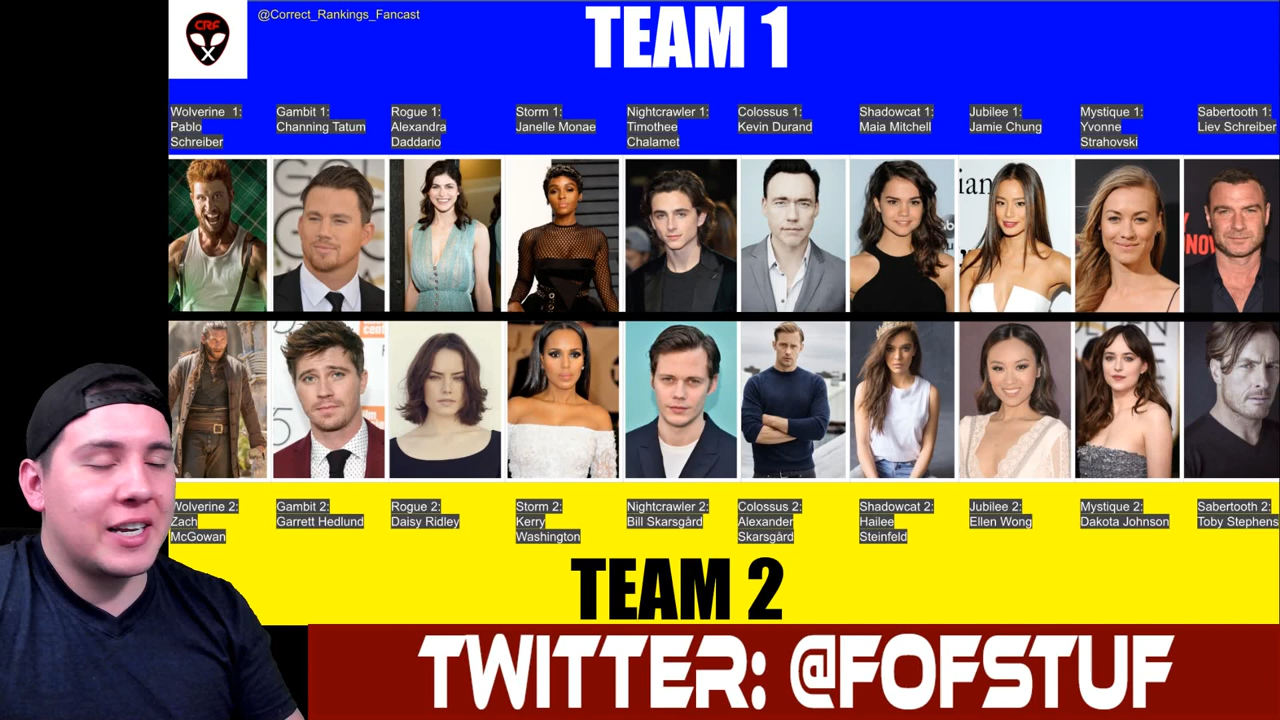 CRF
X
@Correct_Rankings_Fancast
TEAM 1
Wolverine 1:
Pablo
Schreiber
Gambit 1:
Channing Tatum
Rogue 1:
Alexandra
Daddario
Storm 1:
Janelle Monae
Nightcrawler 1:
Timothee
Chalamet
Colossus 1:
Kevin Durand
Shadowcat 1:
Maia Mitchell
Jubilee 1:
Jamie Chung
Mystique 1:
Yvonne
Strahovski
Sabertooth 1:
Liev Schreiber
ian
NOW
Wolverine 2:
Zach
McGowan
Gambit 2:
Garrett Hedlund
Rogue 2:
Daisy Ridley
Storm 2:
Kerry
Washington
Nightcrawler 2:
Bill Skarsgård
Colossus 2:
Alexander
Skarsgård
Shadowcat 2:
Hailee
Steinfeld
Jubilee 2:
Ellen Wong
Mystique 2:
Dakota Johnson
Sabertooth 2:
Toby Stephens
TEAM 2
TWITTER: @FOFSTUF